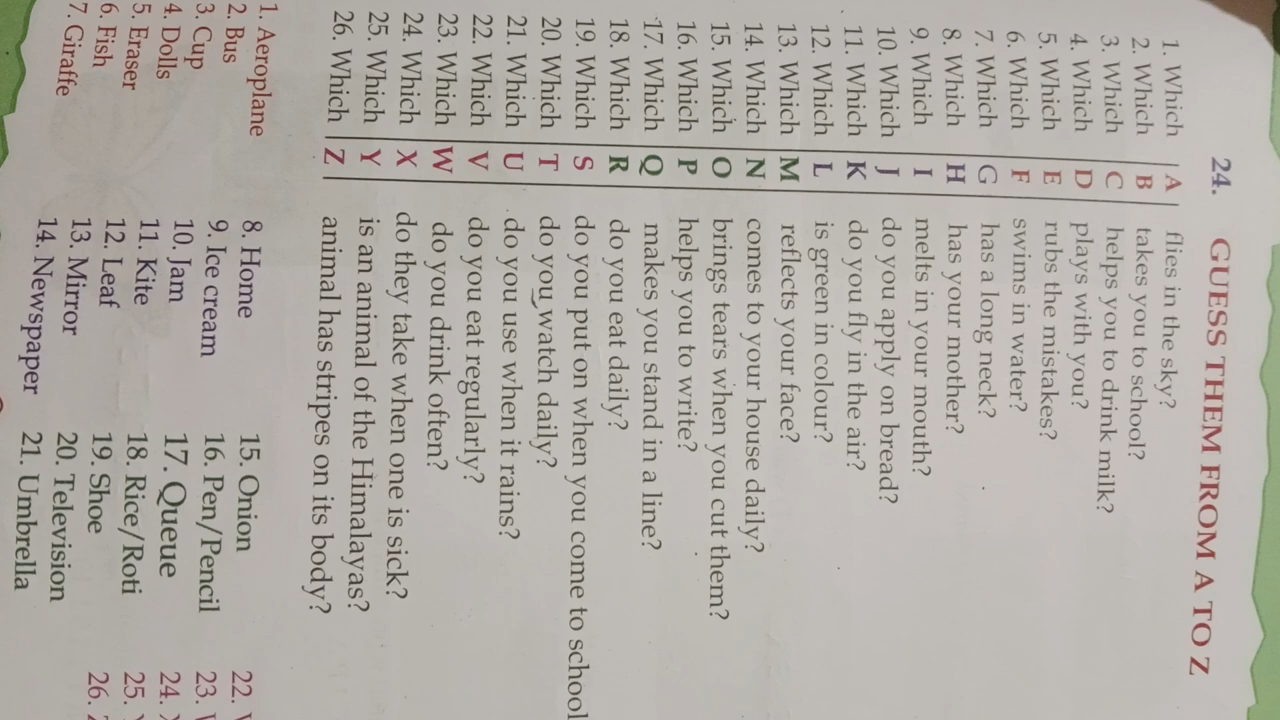 24. GUESS THEM FROM A TO Z
1. Which A flies in the sky?
2. Which B takes you to school?
3. Which C helps you to drink milk?
4. Which D plays with you?
5. Which E rubs the mistakes?
6. Which F swims in water?
7. Which G has a long neck?
8. Which H has your mother?
9. Which I melts in your mouth?
10. Which J do you apply on bread?
11. Which K do you fly in the air?
12. Which L is green in colour?
13. Which M reflects your face?
14. Which N comes to your house daily?
15. Which O brings tears when you cut them?
16. Which P helps you to write?
17. Which Q makes you stand in a line?
18. Which R do you eat daily?
19. Which S do you put on when you come to school
20. Which T do you watch daily?
21. Which U do you use when it rains?
22. Which V do you eat regularly?
23. Which W do you drink often?
24. Which X do they take when one is sick?
25. Which Y is an animal of the Himalayas?
26. Which Z animal has stripes on its body?
1. Aeroplane
2. Bus
3. Cup
4. Dolls
5. Eraser
6. Fish
7. Giraffe
8. Home
9. Ice cream
10. Jam
11. Kite
12. Leaf
13. Mirror
14. Newspaper
15. Onion
16. Pen/Pencil
17. Queue
18. Rice/Roti
19. Shoe
20. Television
21. Umbrella
22.
23.
24.
25.
26.